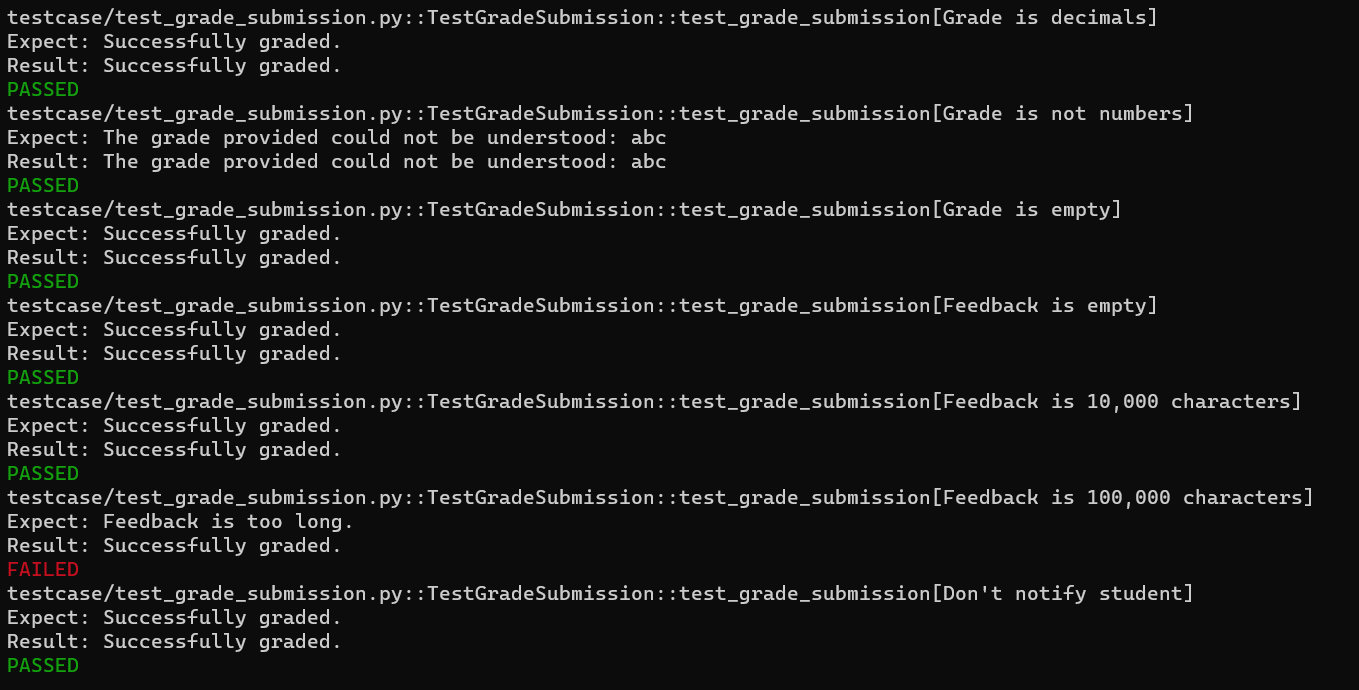 testcase/test_grade_submission.py::TestGradeSubmission::test_grade_submission[Grade is decimals]
Expect: Successfully graded.
Result: Successfully graded.
PASSED
testcase/test_grade_submission.py::TestGradeSubmission::test_grade_submission[Grade is not numbers]
Expect: The grade provided could not be understood: abc
Result: The grade provided could not be understood: abc
PASSED
testcase/test_grade_submission.py::TestGradeSubmission::test_grade_submission[Grade is empty]
Expect: Successfully graded.
Result: Successfully graded.
PASSED
testcase/test_grade_submission.py::TestGradeSubmission::test_grade_submission[Feedback is empty]
Expect: Successfully graded.
Result: Successfully graded.
PASSED
testcase/test_grade_submission.py::TestGradeSubmission::test_grade_submission[Feedback is 10,000 characters]
Expect: Successfully graded.
Result: Successfully graded.
PASSED
testcase/test_grade_submission.py::TestGradeSubmission::test_grade_submission[Feedback is 100,000 characters]
Expect: Feedback is too long.
Result: Successfully graded.
FAILED
testcase/test_grade_submission.py::TestGradeSubmission::test_grade_submission[Don't notify student]
Expect: Successfully graded.
Result: Successfully graded.
PASSED